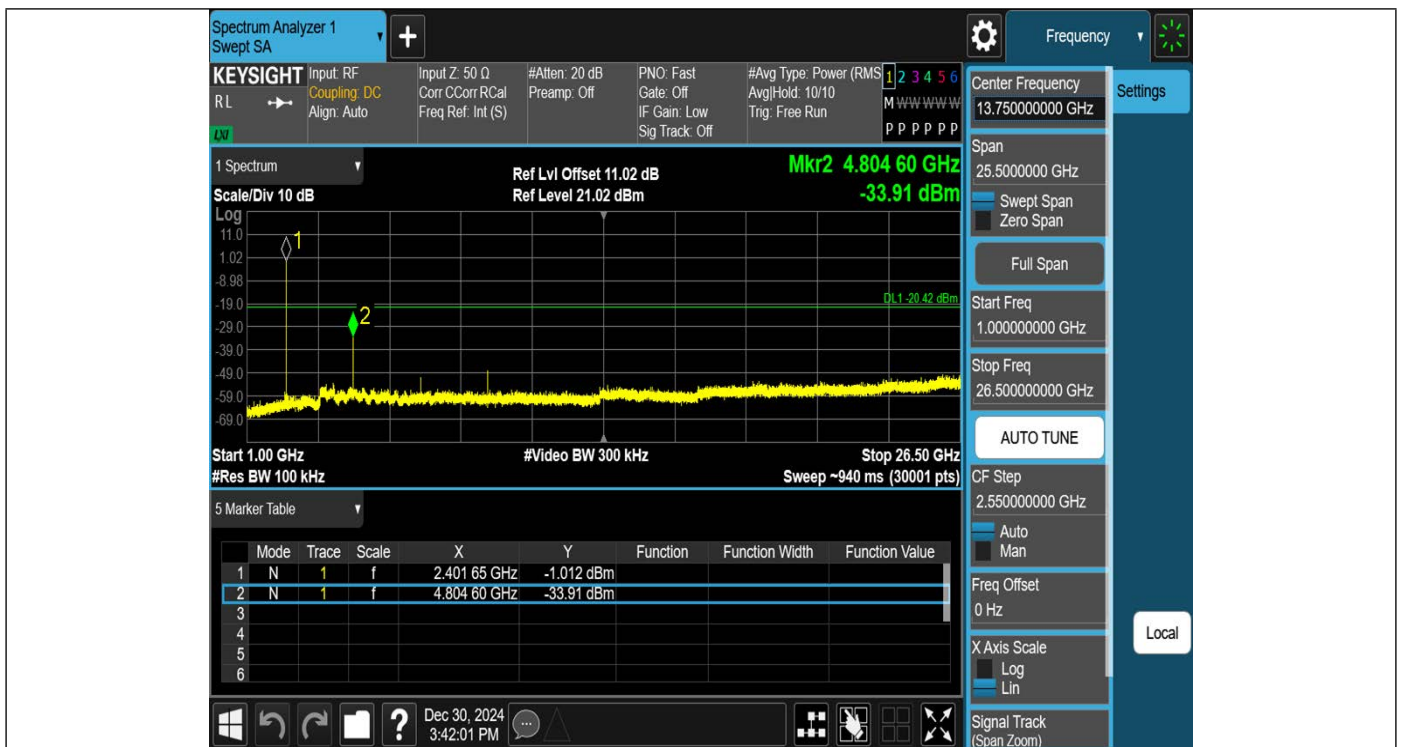 Spectrum Analyzer 1
Swept SA
+
Frequency
KEYSIGHT
RL
LXI
Input: RF
Coupling: DC
Align: Auto
Input Z: 50 Ω
Corr CCorr RCal
Freq Ref: Int (S)
#Atten: 20 dB
Preamp: Off
PNO: Fast
Gate: Off
IF Gain: Low
Sig Track: Off
#Avg Type: Power (RMS
Avg|Hold: 10/10
Trig: Free Run
1 2 3 4 5 6
M W W W W W
P P P P P P
1 Spectrum
Scale/Div 10 dB
Ref Lvl Offset 11.02 dB
Ref Level 21.02 dBm
Mkr2 4.804 60 GHz
-33.91 dBm
Log
11.0
1.02
-8.98
-19.0
-29.0
-39.0
-49.0
-59.0
-69.0
1
2
DL1 -20.42 dBm
Start 1.00 GHz
#Video BW 300 kHz
Stop 26.50 GHz
#Res BW 100 kHz
Sweep ~940 ms (30001 pts)
5 Marker Table
Mode Trace Scale X Y Function Function Width Function Value
1 N 1 f 2.401 65 GHz -1.012 dBm
2 N 1 f 4.804 60 GHz -33.91 dBm
3
4
5
6
?
Dec 30, 2024
3:42:01 PM
Center Frequency
13.750000000 GHz
Span
25.5000000 GHz
Swept Span
Zero Span
Full Span
Start Freq
1.000000000 GHz
Stop Freq
26.500000000 GHz
AUTO TUNE
CF Step
2.550000000 GHz
Auto
Man
Freq Offset
0 Hz
X Axis Scale
Log
Lin
Signal Track
(Span Zoom)
Settings
Local